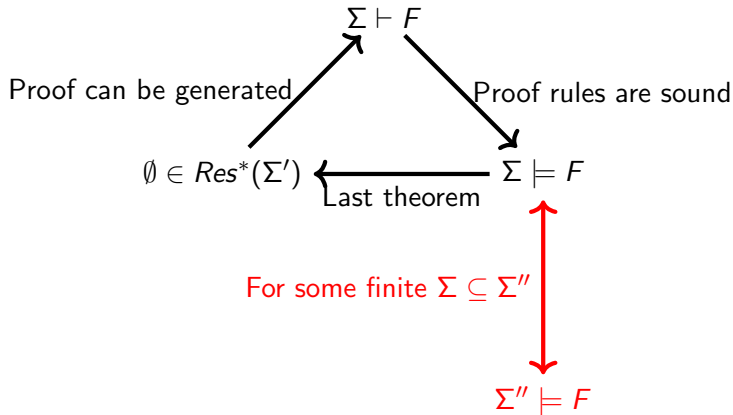 Σ ⊢ F
Proof can be generated
Proof rules are sound
∅ ∈ Res*(Σ′)
Σ ⊨ F
Last theorem
For some finite Σ ⊆ Σ′′
Σ′′ ⊨ F